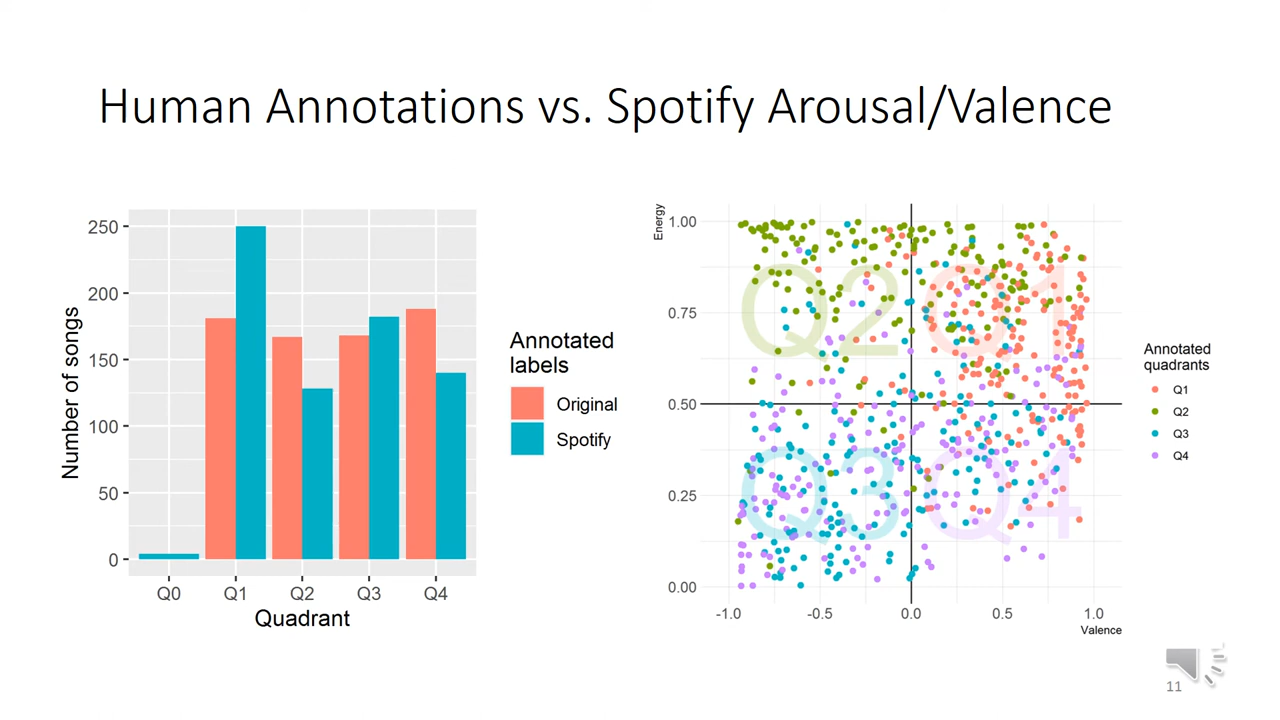 Human Annotations vs. Spotify Arousal/Valence
250
200
150
100
50
0
Number of songs
Q0 Q1 Q2 Q3 Q4
Quadrant
Annotated
labels
Original
Spotify
Energy
1.00
0.75
0.50
0.25
0.00
Q2 Q1
Q3 Q4
-1.0 -0.5 0.0 0.5 1.0
Valence
Annotated
quadrants
Q1
Q2
Q3
Q4
11